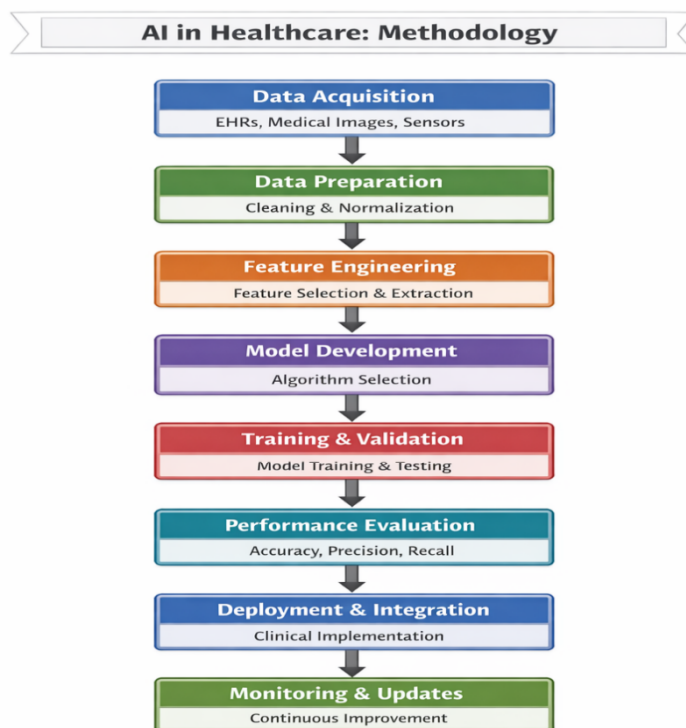 AI in Healthcare: Methodology
Data Acquisition
EHRs, Medical Images, Sensors
Data Preparation
Cleaning & Normalization
Feature Engineering
Feature Selection & Extraction
Model Development
Algorithm Selection
Training & Validation
Model Training & Testing
Performance Evaluation
Accuracy, Precision, Recall
Deployment & Integration
Clinical Implementation
Monitoring & Updates
Continuous Improvement